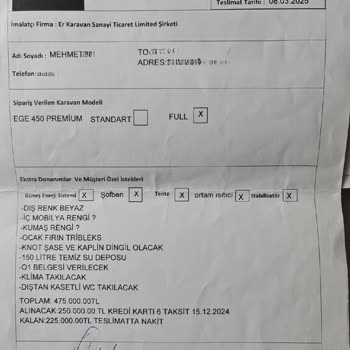 Teslimat Tarihi : 06.03.2025
İmalatçı Firma : Er Karavan Sanayi Ticaret Limited Şirketi
Adı Soyadı : MEHMET
ADRES:
Telefon:
Sipariş Verilen Karavan Modeli
EGE 450 PREMIUM STANDART FULL X
Ekstra Donanımlar Ve Müşteri Özel İstekleri
Güneş Enerji Sistemi X Şofben X Tente X ortam ısıtıcı X Stabilizatör X
-DIŞ RENK BEYAZ
-İÇ MOBİLYA RENGİ ?
-KUMAŞ RENGİ ?
-OCAK FIRIN TRİBLEKS
-KNOT ŞASE VE KAPLİN DİNGİL OLACAK
-150 LİTRE TEMİZ SU DEPOSU
-O1 BELGESİ VERİLECEK
-KLİMA TAKILACAK
-DIŞTAN KASETLİ WC TAKILACAK
TOPLAM: 475.000.00TL
ALINACAK 250.000 00 TL KREDİ KARTI 6 TAKSİT 15.12.2024
KALAN:225.000.00TL TESLİMATTA NAKİT